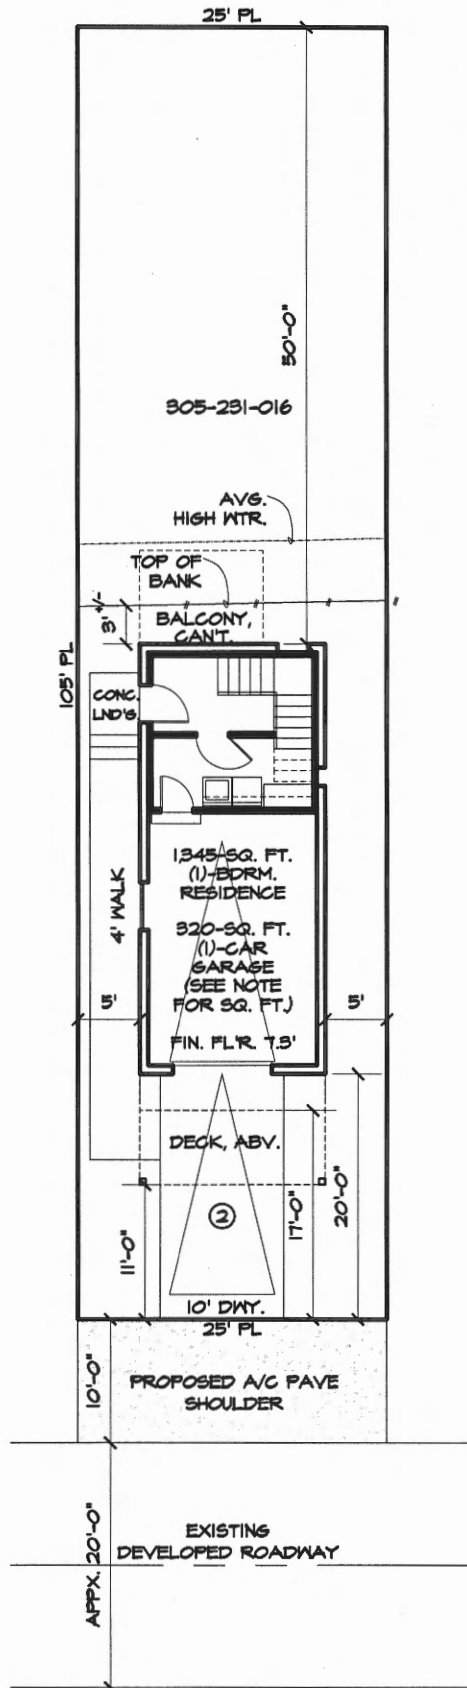 25' PL
50'-0"
305-231-016
AVG.
HIGH WTR.
TOP OF
BANK
3' +/-
BALCONY,
CAN'T.
105' PL
CONC.
LND'G.
1,345-SQ. FT.
(1)-BDRM.
RESIDENCE
4' WALK
320-SQ. FT.
(1)-CAR
GARAGE
(SEE NOTE
FOR SQ. FT.)
5'
5'
FIN. FL'R. 7.3'
DECK, ABV.
20'-0"
17'-0"
11'-0"
2
10' DWY.
25' PL
10'-0"
PROPOSED A/C PAVE
SHOULDER
APPX. 20'-0"
EXISTING
DEVELOPED ROADWAY